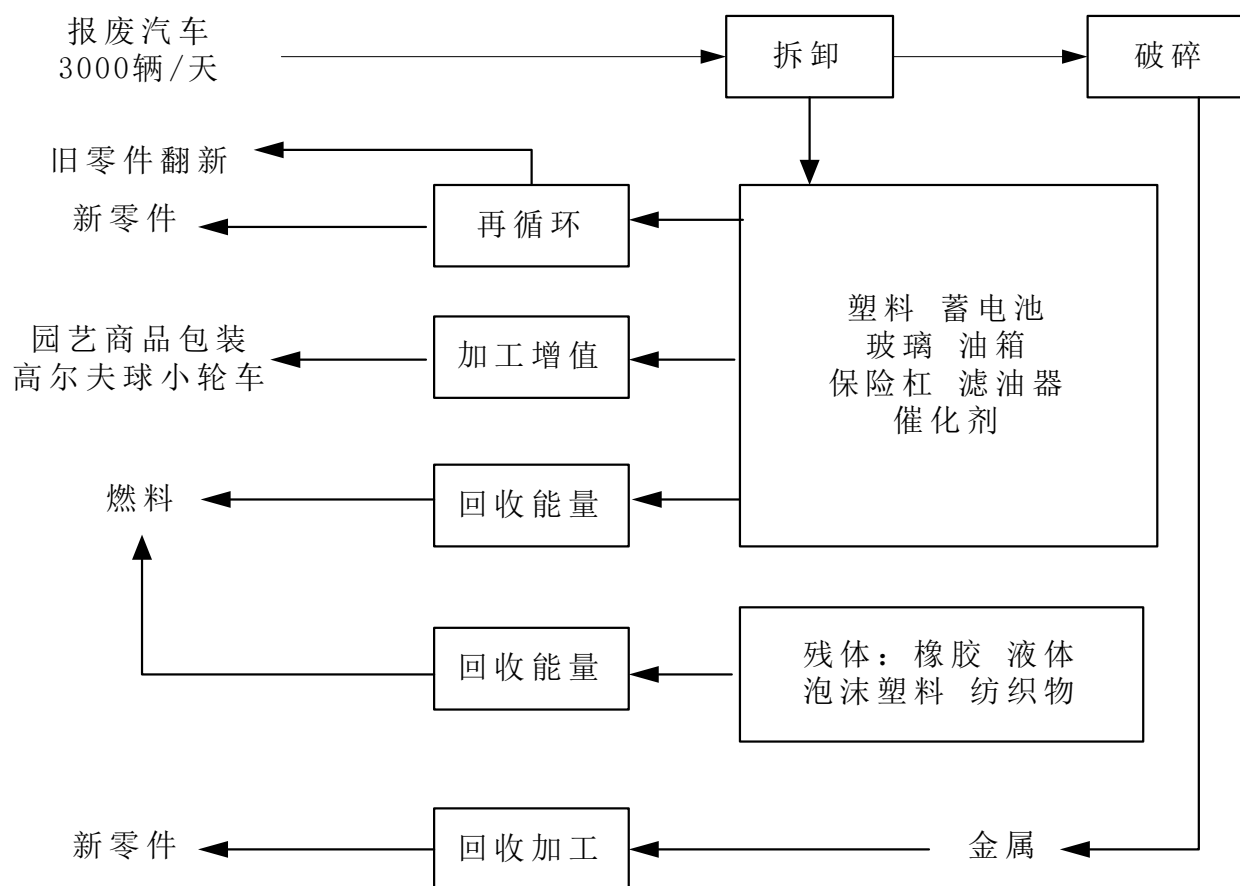 报废汽车
3000辆/天
拆卸
破碎
旧零件翻新
新零件
再循环
塑料 蓄电池
玻璃 油箱
保险杠 滤油器
催化剂
园艺商品包装
高尔夫球小轮车
加工增值
燃料
回收能量
回收能量
残体：橡胶 液体
泡沫塑料 纺织物
新零件
回收加工
金属